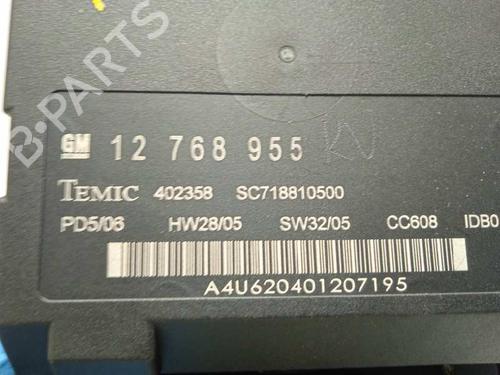 B-PARTS
GM 12 768 955
TEMIC 402358 SC718810500
PD5/06 HW28/05 SW32/05 CC608 IDB0
A4U620401207195